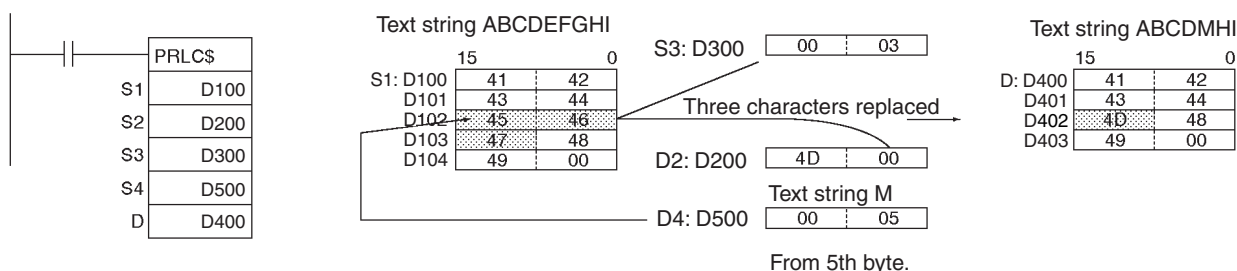 PRLC$
S1 D100
S2 D200
S3 D300
S4 D500
D D400
Text string ABCDEFGHI
15 0
S1: D100 41 42
D101 43 44
D102 45 46
D103 47 48
D104 49 00
S3: D300 00 03
Three characters replaced
D2: D200 4D 00
Text string M
D4: D500 00 05
From 5th byte.
Text string ABCDMHI
15 0
D: D400 41 42
D401 43 44
D402 4D 48
D403 49 00